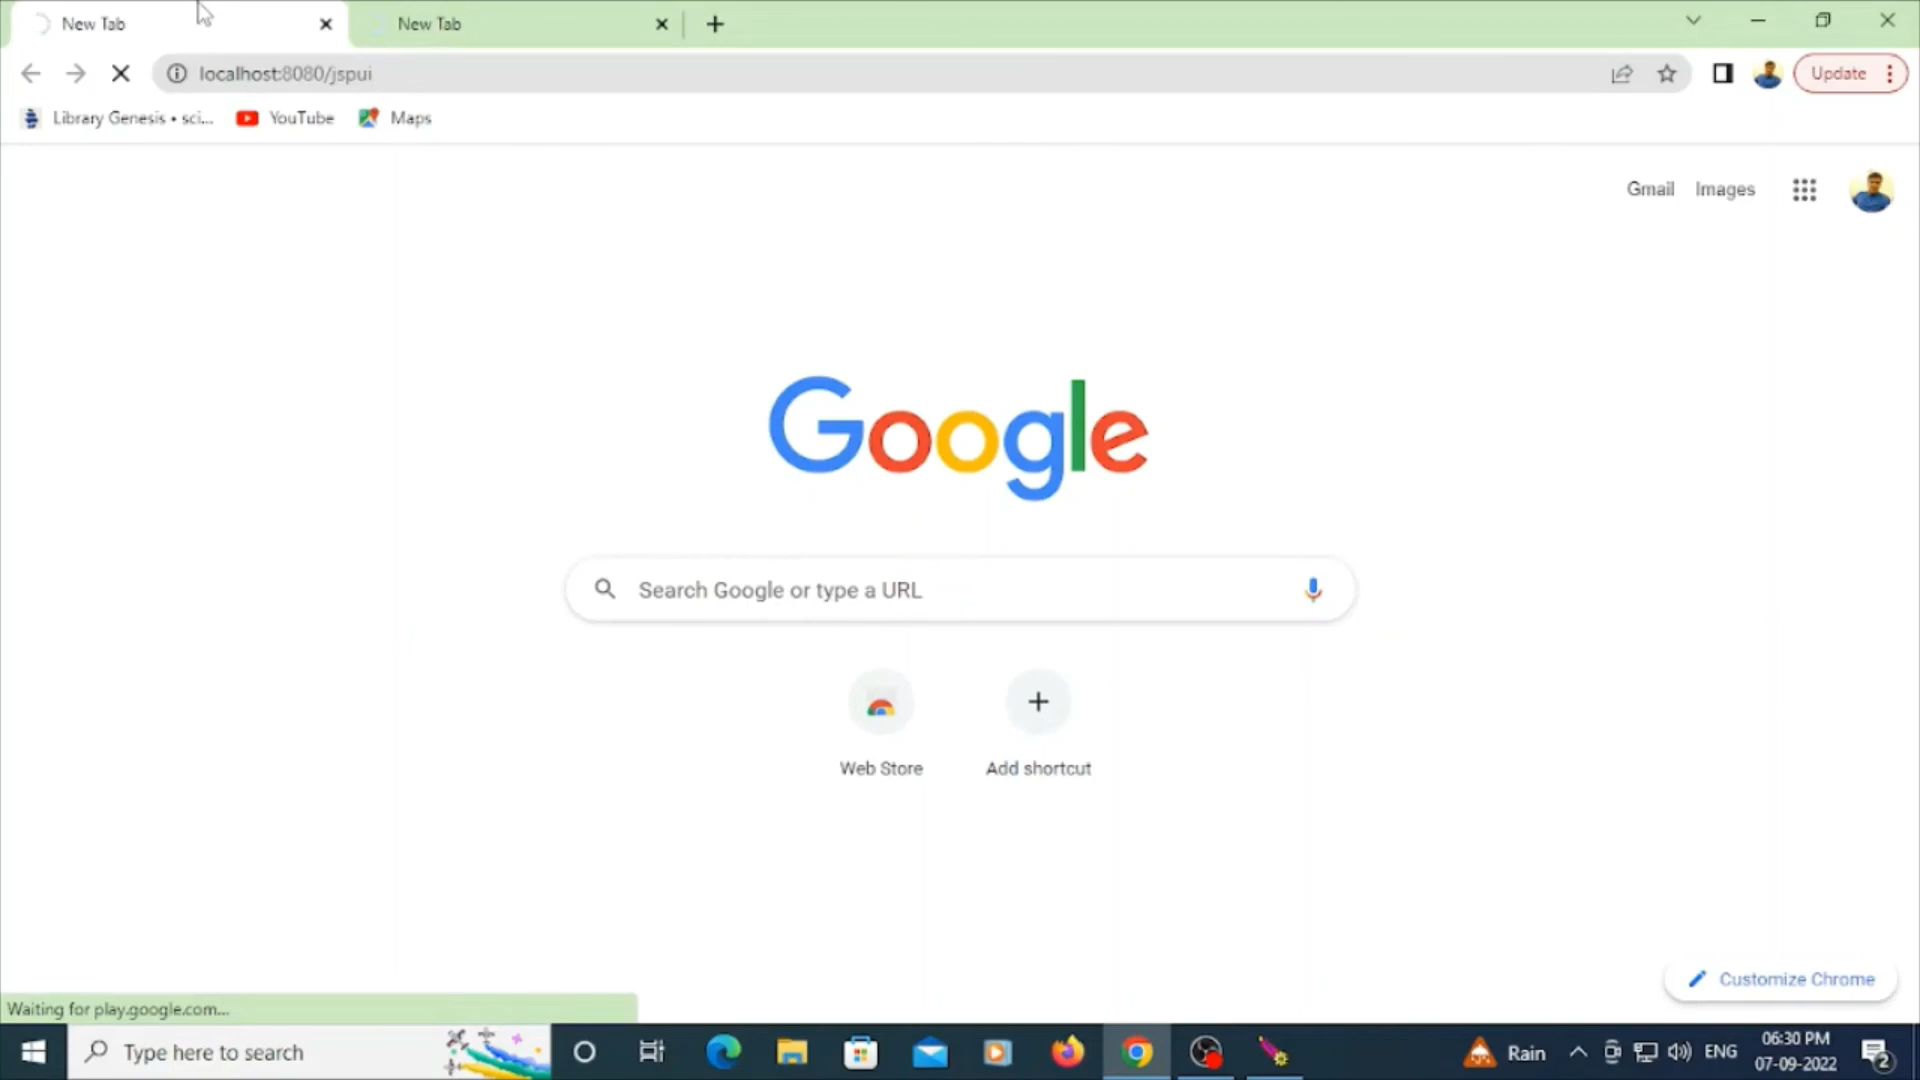 New Tab
New Tab
localhost:8080/jspui
Update
Library Genesis • sci...
YouTube
Maps
Gmail
Images
Google
Search Google or type a URL
Web Store
Add shortcut
Customize Chrome
Waiting for play.google.com...
Type here to search
Rain
ENG
06:30 PM
07-09-2022
2